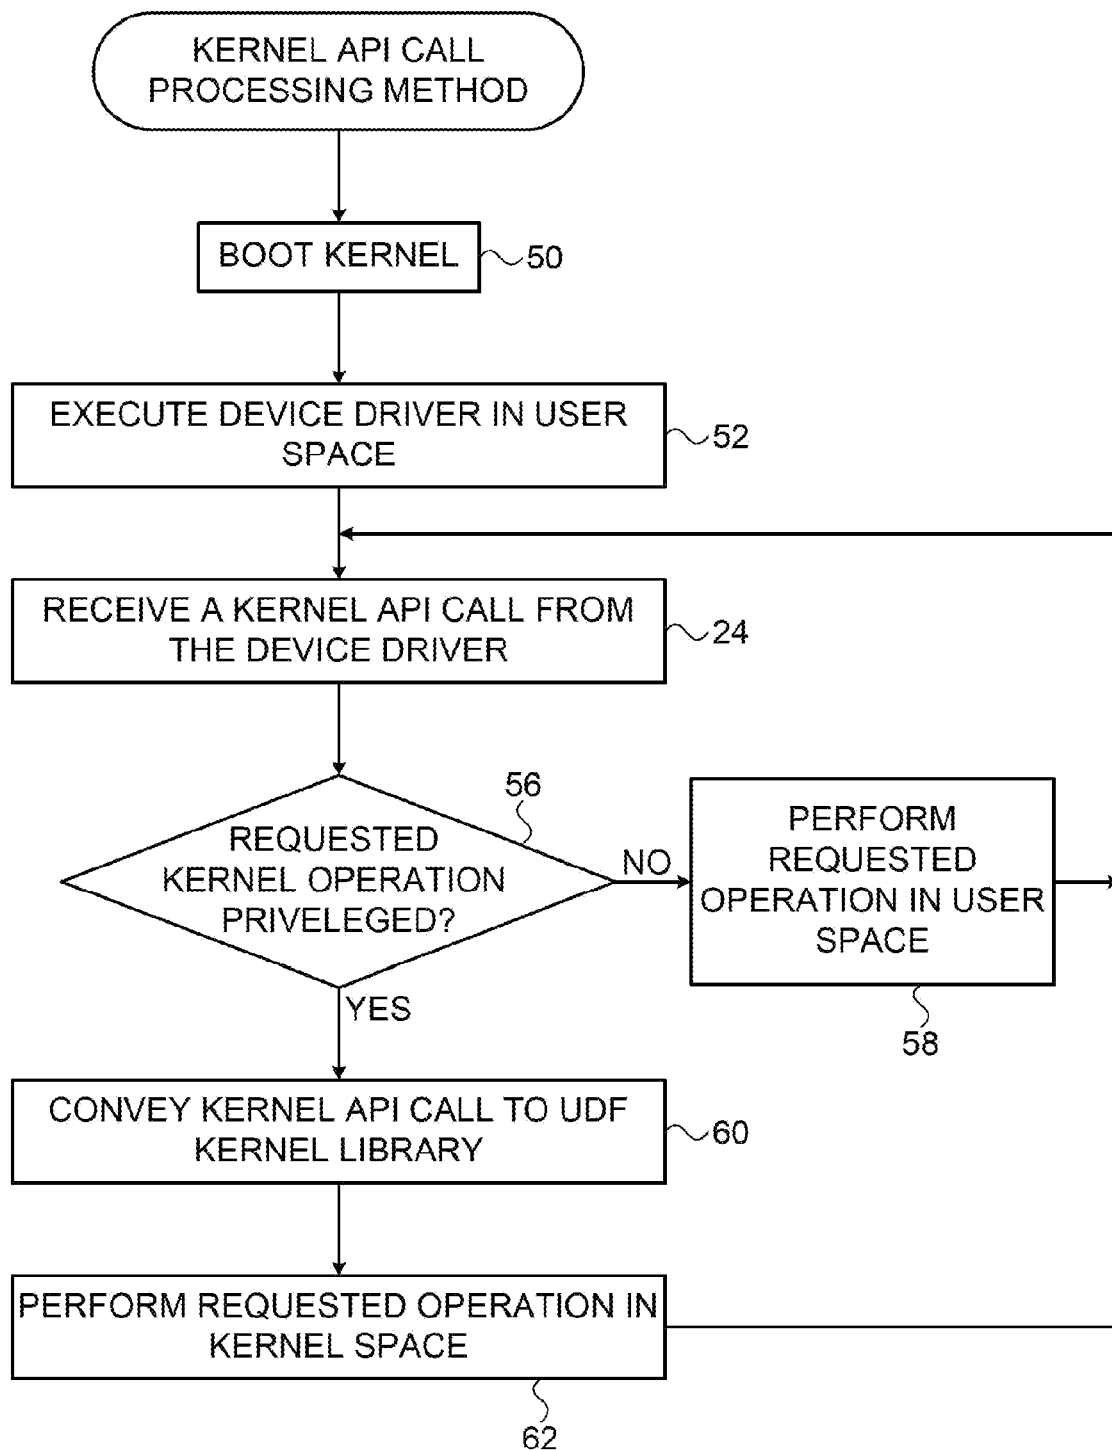 KERNEL API CALL
PROCESSING METHOD
BOOT KERNEL
50
EXECUTE DEVICE DRIVER IN USER
SPACE
52
RECEIVE A KERNEL API CALL FROM
THE DEVICE DRIVER
24
56
REQUESTED
KERNEL OPERATION
PRIVELEGED?
NO
PERFORM
REQUESTED
OPERATION IN USER
SPACE
58
YES
CONVEY KERNEL API CALL TO UDF
KERNEL LIBRARY
60
PERFORM REQUESTED OPERATION IN
KERNEL SPACE
62